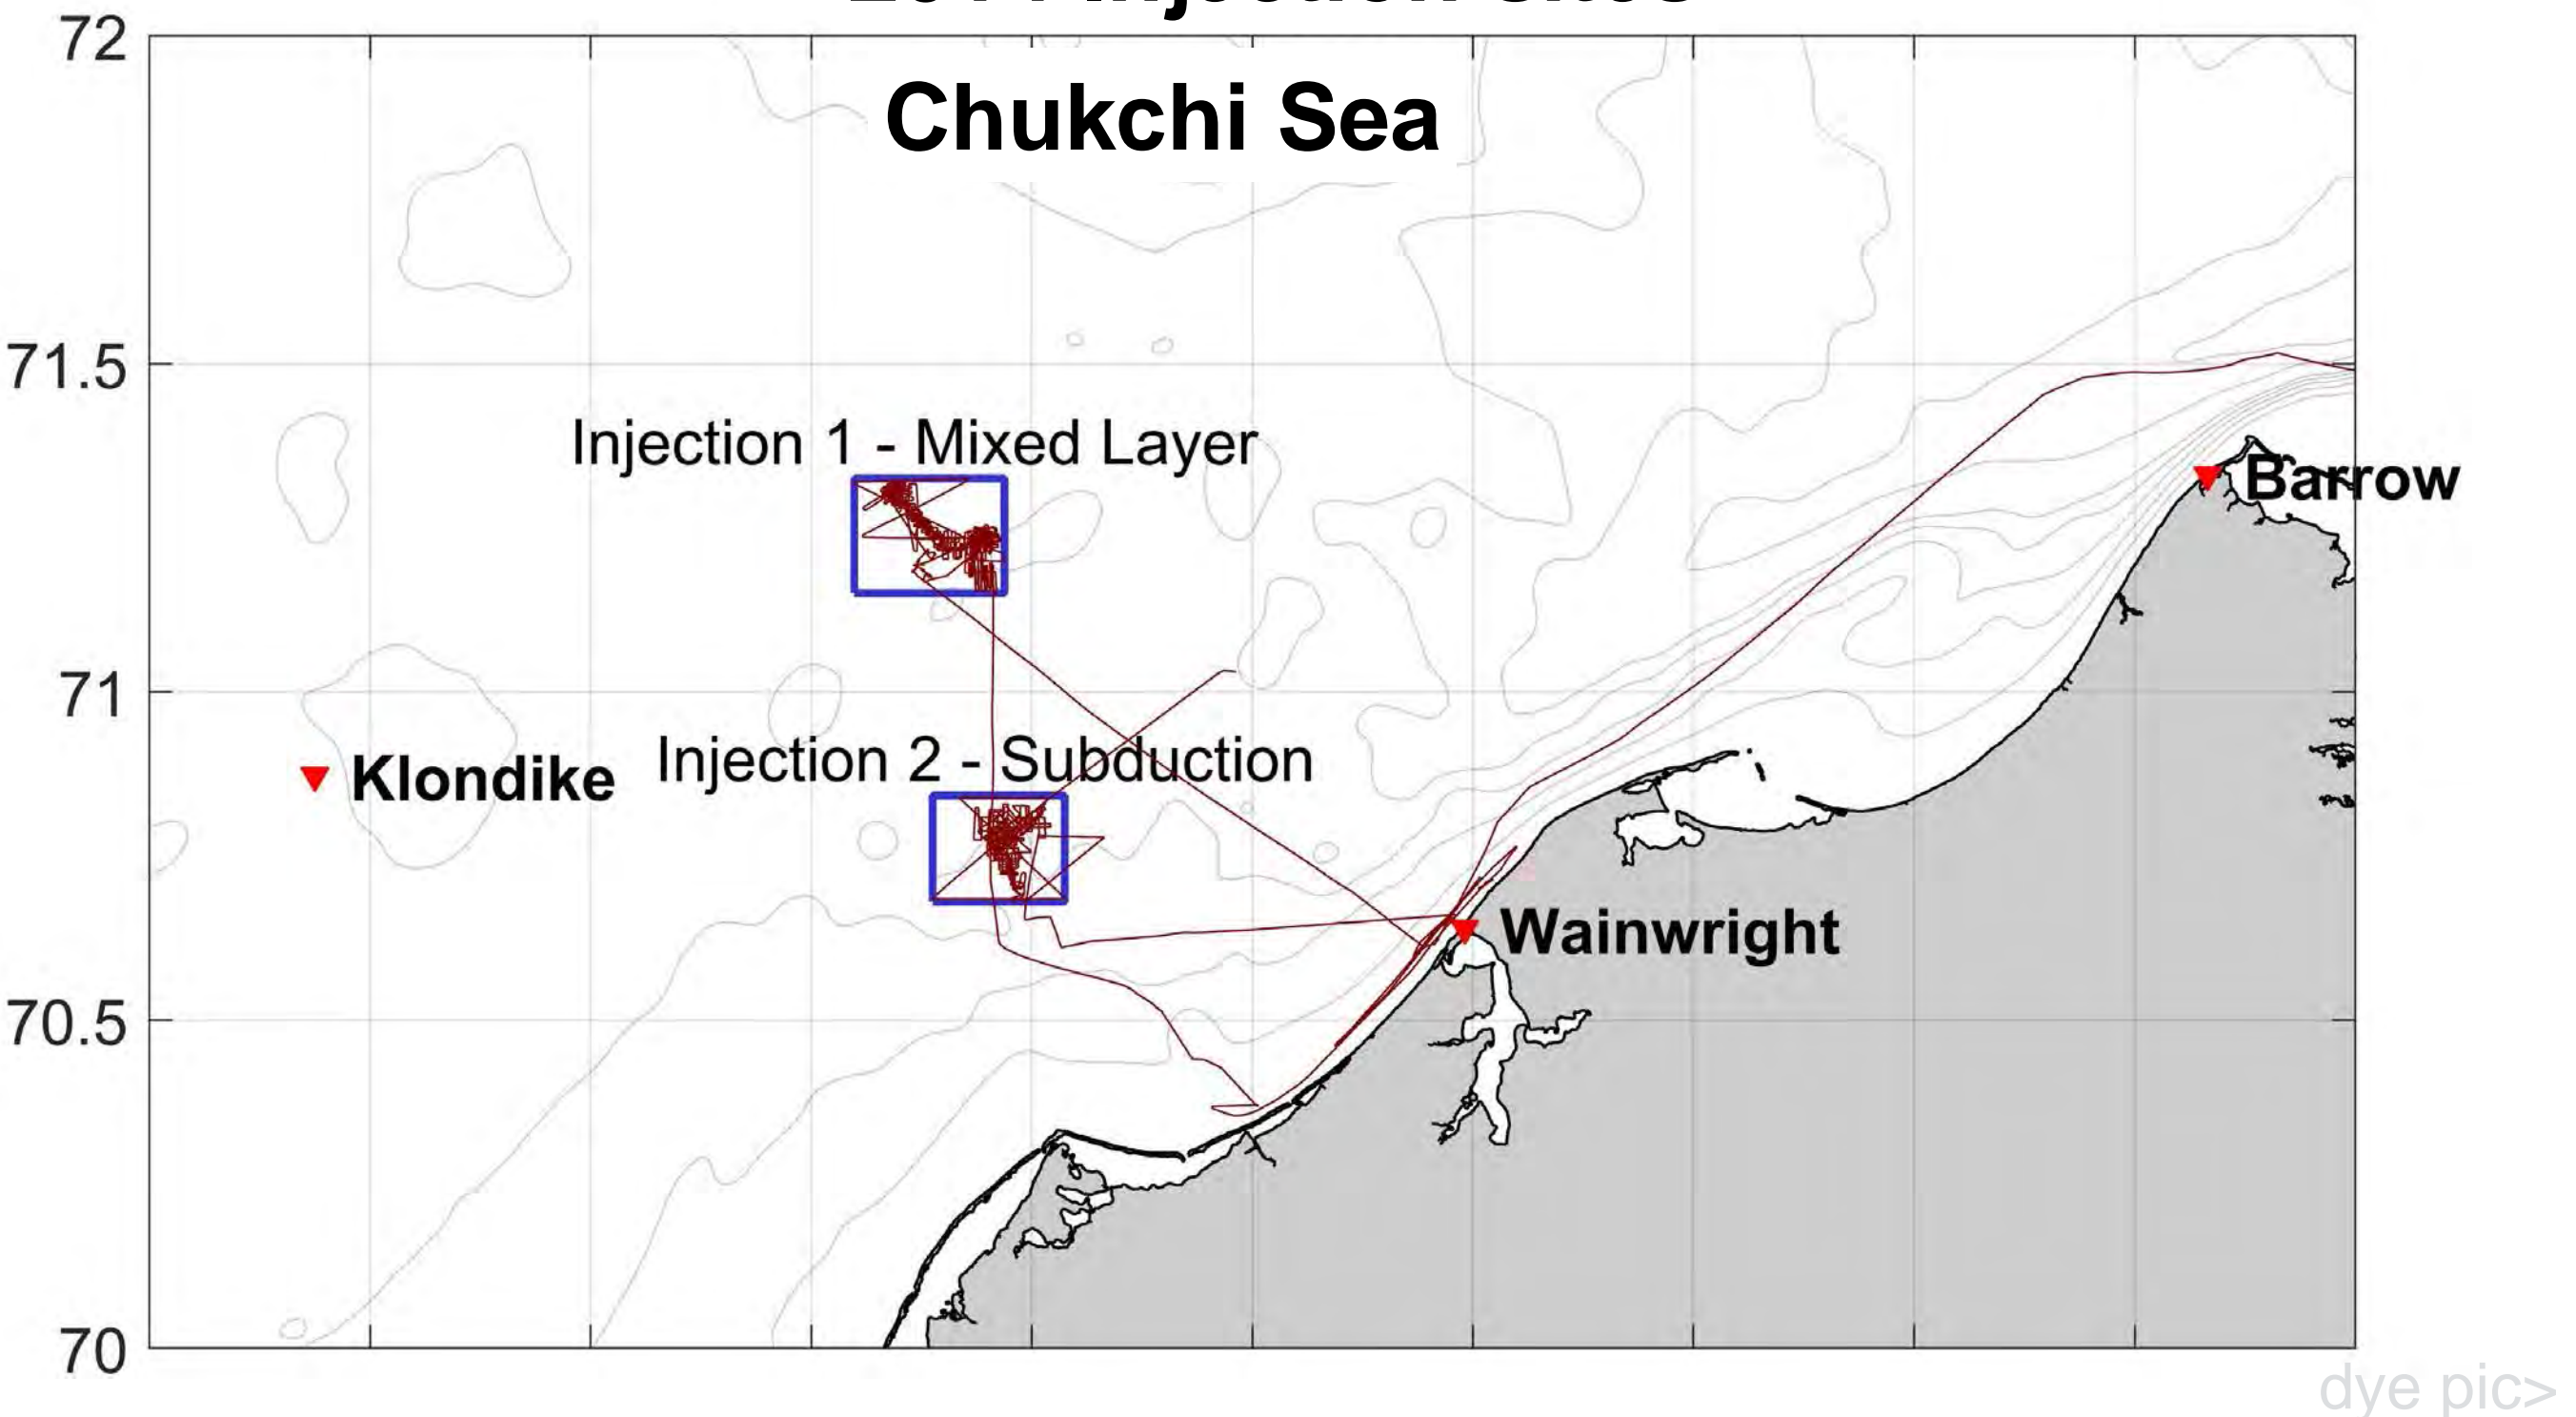 72
Chukchi Sea
71.5
Injection 1 - Mixed Layer
Barrow
71
Injection 2 - Subduction
Klondike
Wainwright
70.5
70
dye pic>